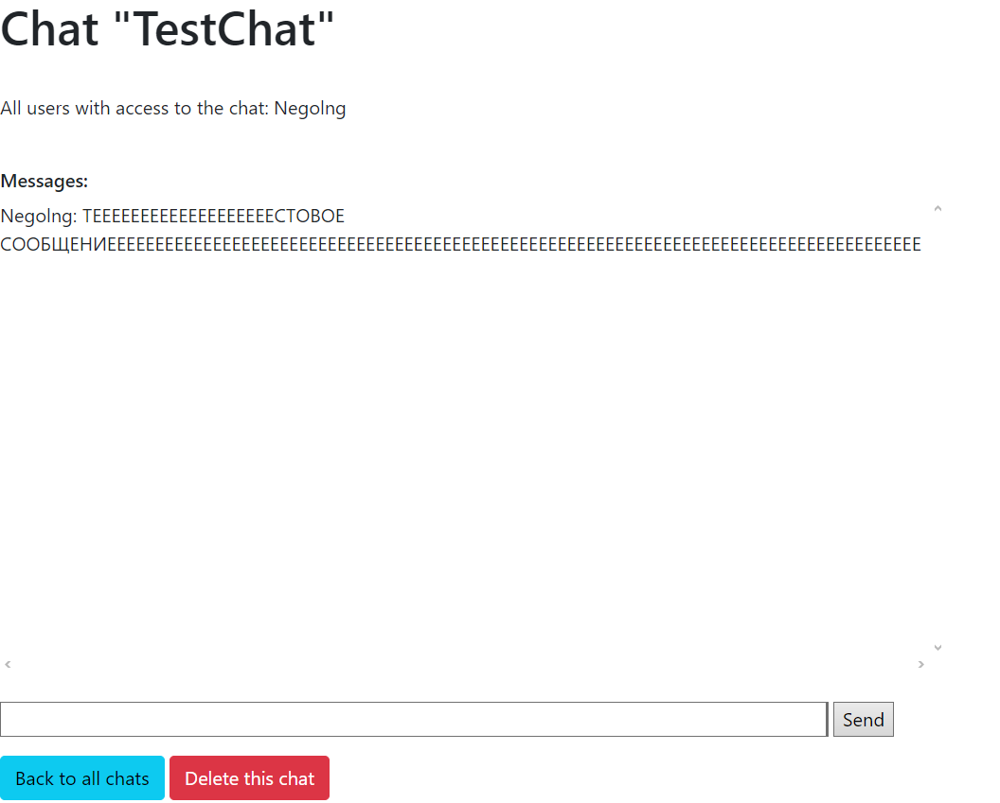 Chat "TestChat"
All users with access to the chat: Negolng
Messages:
Negolng: ТЕЕЕЕЕЕЕЕЕЕЕЕЕЕЕЕЕЕЕСТОВОЕ
СООБЩЕНИЕЕЕЕЕЕЕЕЕЕЕЕЕЕЕЕЕЕЕЕЕЕЕЕЕЕЕЕЕЕЕЕЕЕЕЕЕЕЕЕЕЕЕЕЕЕЕЕЕЕЕЕЕЕЕЕЕЕЕЕЕЕЕЕЕЕЕЕЕЕЕЕЕЕЕЕЕЕ
Send
Back to all chats
Delete this chat